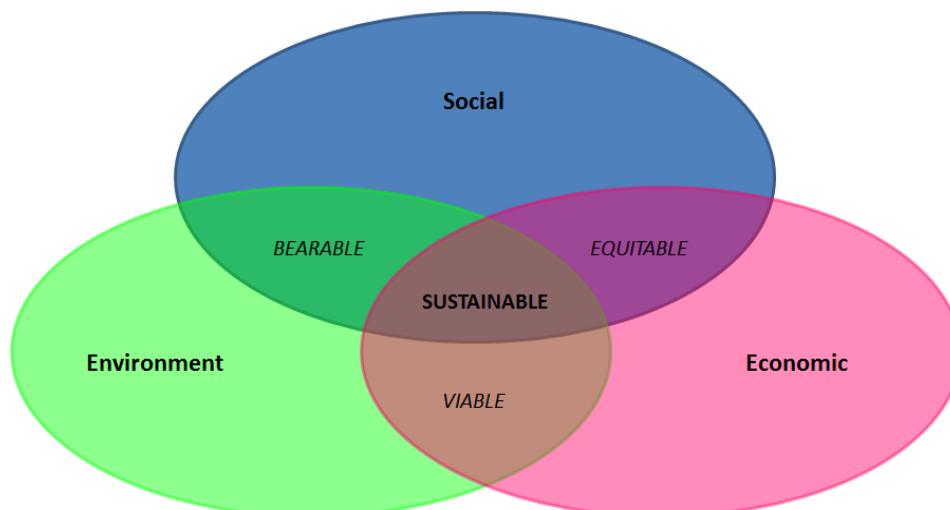 Social
BEARABLE
EQUITABLE
SUSTAINABLE
Environment
Economic
VIABLE